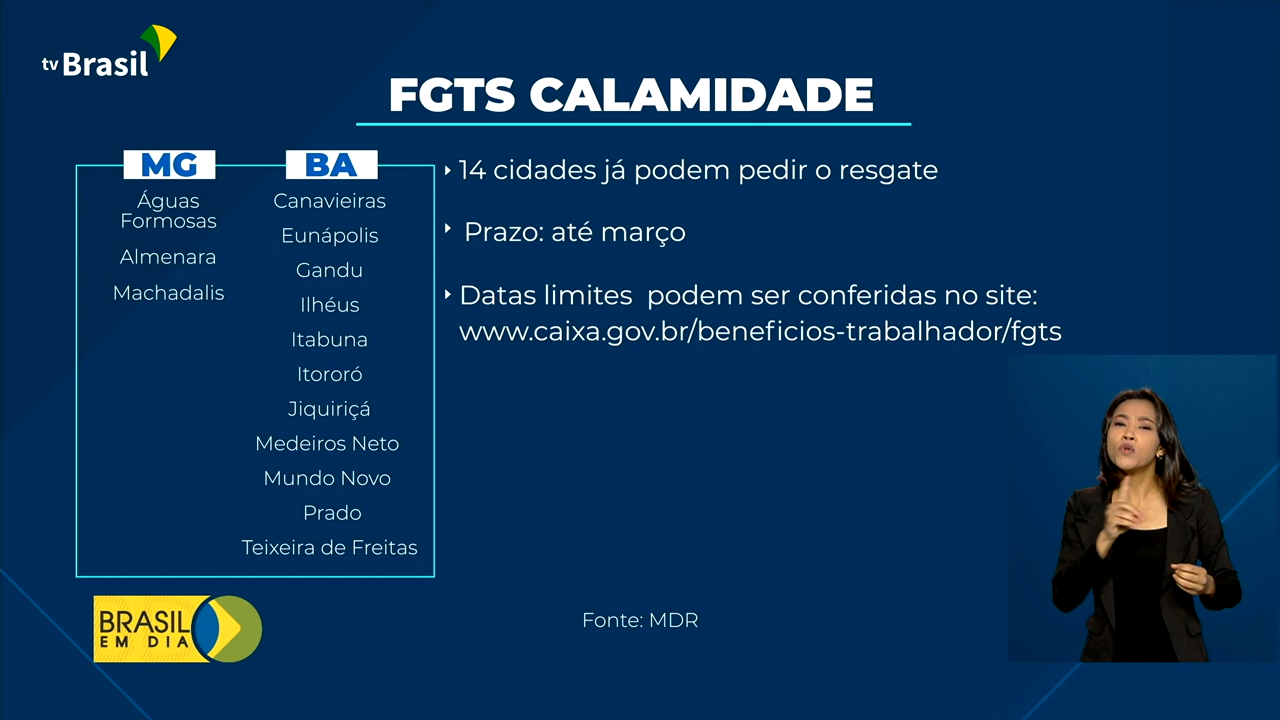 tv Brasil
FGTS CALAMIDADE
MG
Águas
Formosas
Almenara
Machadalis
BA
Canavieiras
Eunápolis
Gandu
Ilhéus
Itabuna
Itororó
Jiquiriçá
Medeiros Neto
Mundo Novo
Prado
Teixeira de Freitas
14 cidades já podem pedir o resgate
Prazo: até março
Datas limites podem ser conferidas no site:
www.caixa.gov.br/beneficios-trabalhador/fgts
BRASIL
EM DIA
Fonte: MDR